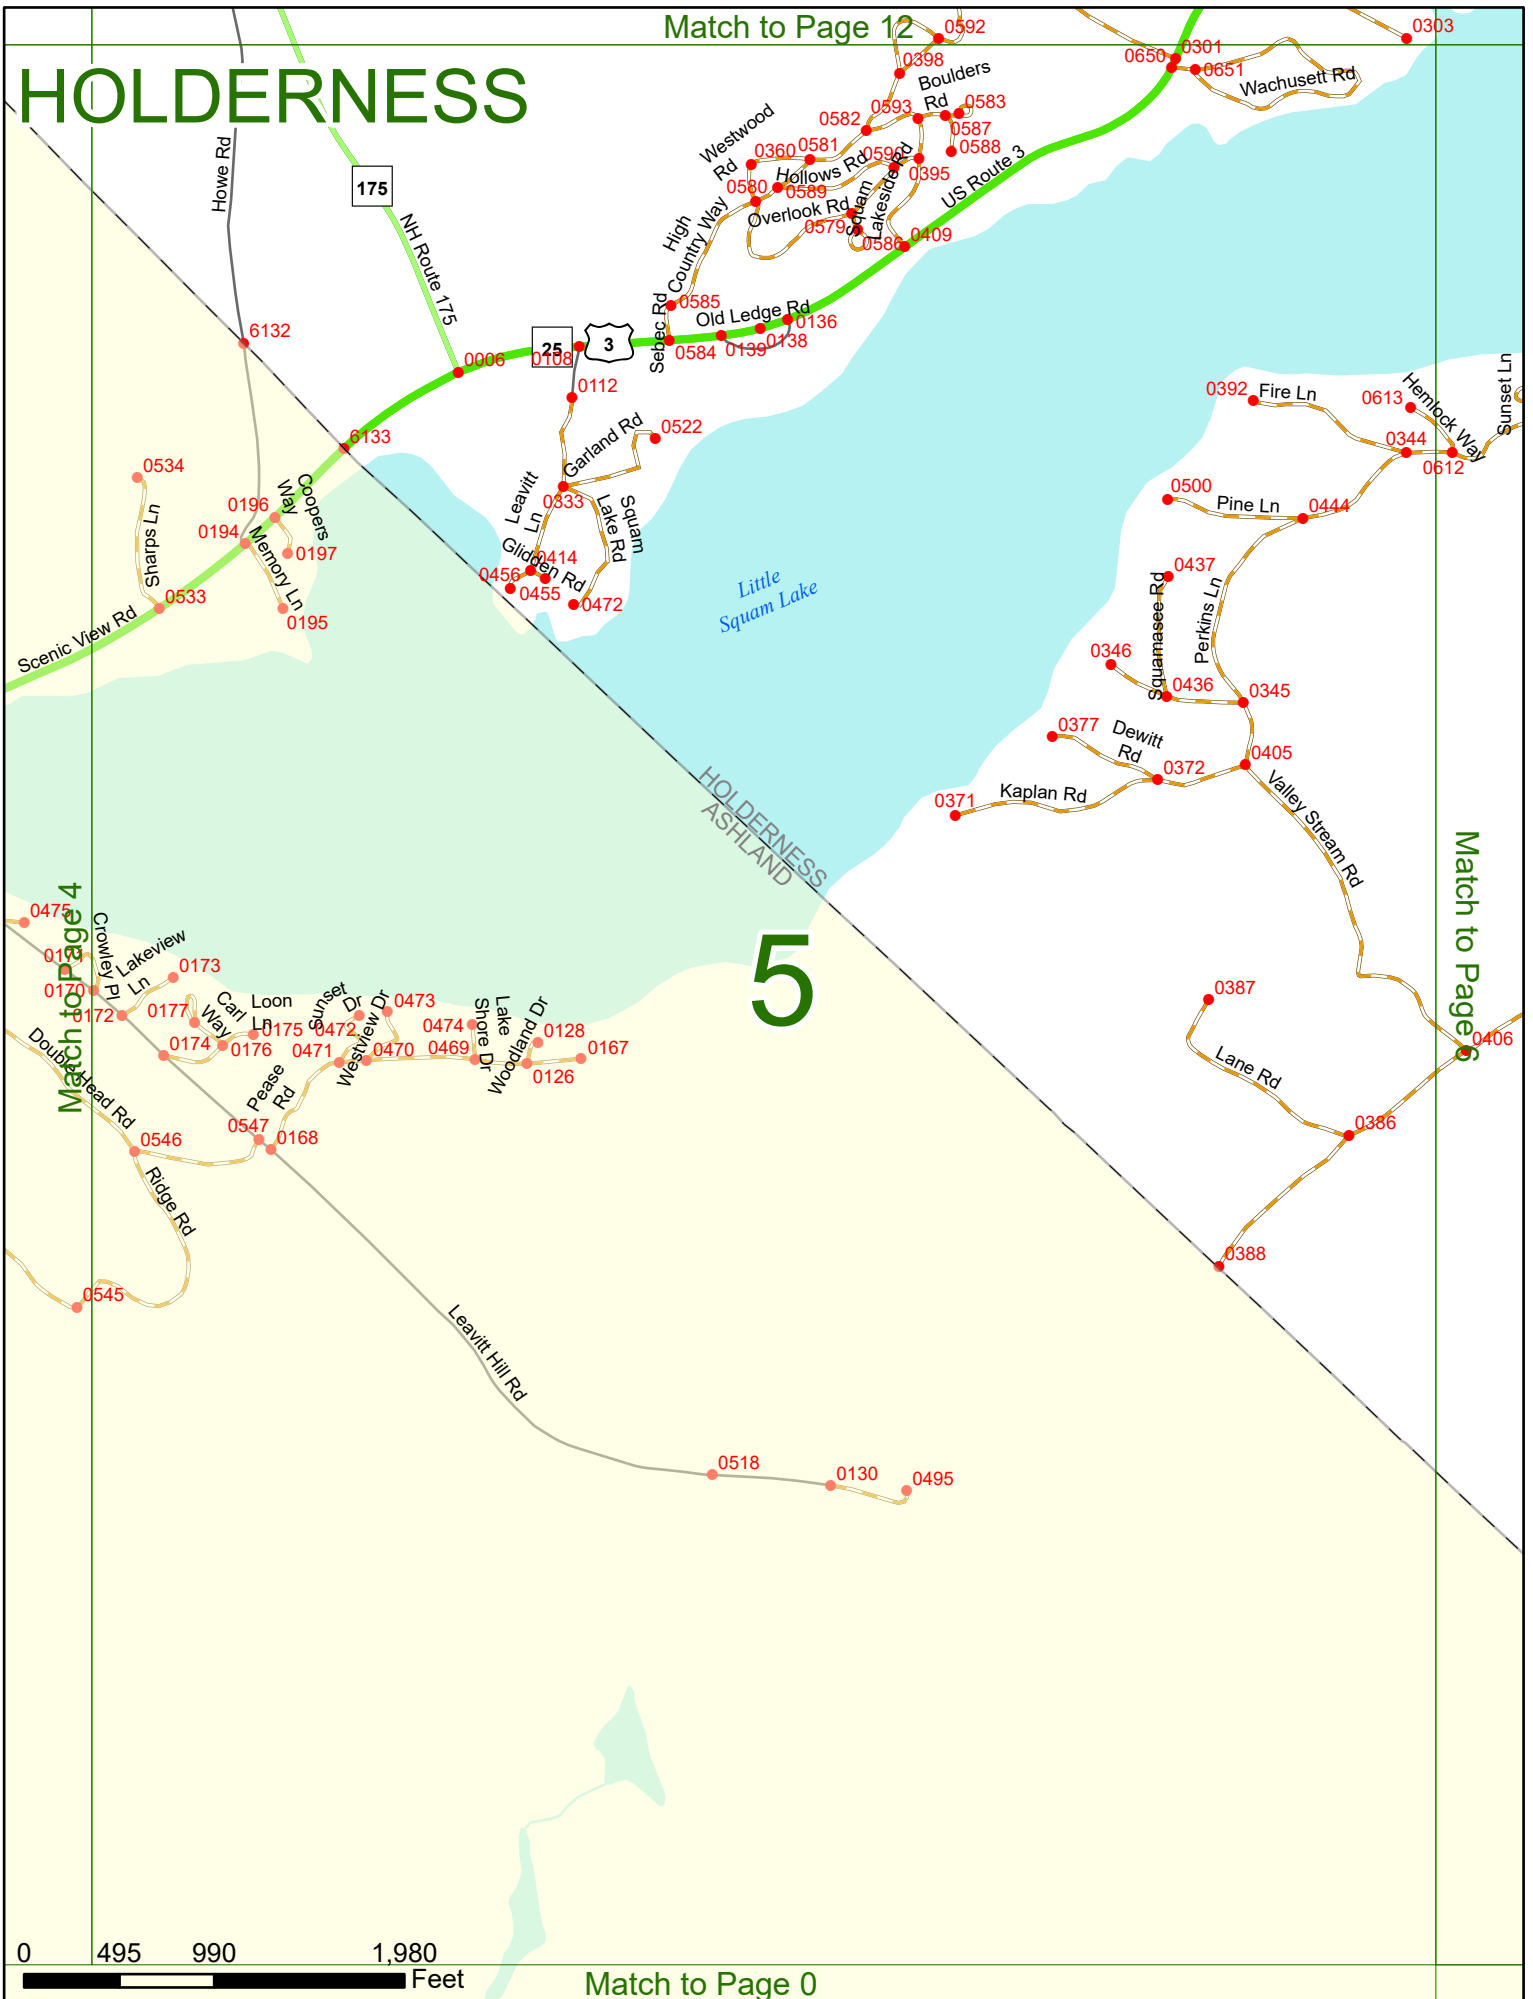 Match to Page 12
HOLDERNESS
0592
0303
0398
0650
0301
0651
Wachusett Rd
Boulders
Rd
0593
0583
0582
0587
0588
Westwood
Rd
0360
0581
0590
Hollows Rd
0395
0580
0589
Howe Rd
175
NH Route 175
US Route 3
Overlook Rd
Squam
Lakeside Rd
0579
0586
0409
High
Country Way
0585
Sebec Rd
Old Ledge Rd
0136
0138
0139
0584
6132
0006
25
0108
3
0112
0392
Fire Ln
0613
Hemlock Way
Sunset Ln
0344
0612
6133
Garland Rd
0522
0534
0333
Leavitt
Ln
Squam
Lake Rd
0500
Pine Ln
0444
0196
Coopers
Way
0194
0197
Memory Ln
Sharps Ln
0533
0195
Scenic View Rd
Glidden Rd
0414
0456
0455
0472
Little
Squam Lake
0437
Squamasee Rd
Perkins Ln
0346
0436
0345
0377
Dewitt
Rd
0405
0372
Kaplan Rd
0371
Valley Stream Rd
HOLDERNESS
ASHLAND
Match to Page 4
Match to Page 6
5
0475
0171
0170
Crowley Pl
Lakeview
Ln
0173
0172
0177
Carl
Way
Loon
Ln
0175
0174
0176
Sunset
Dr
0472
0473
0471
Westview Dr
0470
0474
0469
Lake
Shore Dr
Woodland Dr
0128
0167
0126
Double Head Rd
Pease
Rd
0547
0168
0546
Ridge Rd
0545
0387
Lane Rd
0406
0386
0388
Leavitt Hill Rd
0518
0130
0495
0 495 990 1,980
Feet
Match to Page 0